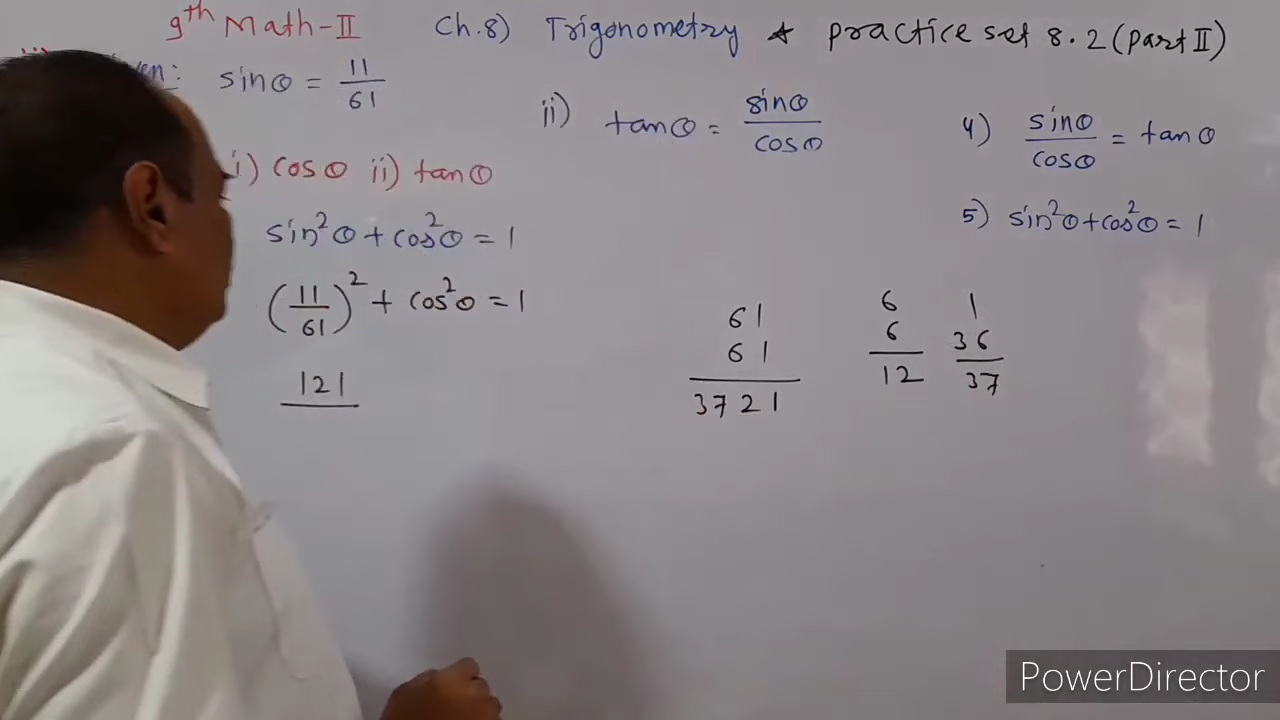 9th Math-II Ch.8) Trigonometry ★ practice set 8.2 (part II)
sinθ = 11/61
i) cosθ ii) tanθ
sin²θ + cos²θ = 1
(11/61)² + cos²θ = 1
121
ii) tanθ = sinθ/cosθ
61
61
3721
6
6
12
1
36
37
4) sinθ/cosθ = tanθ
5) sin²θ + cos²θ = 1
PowerDirector